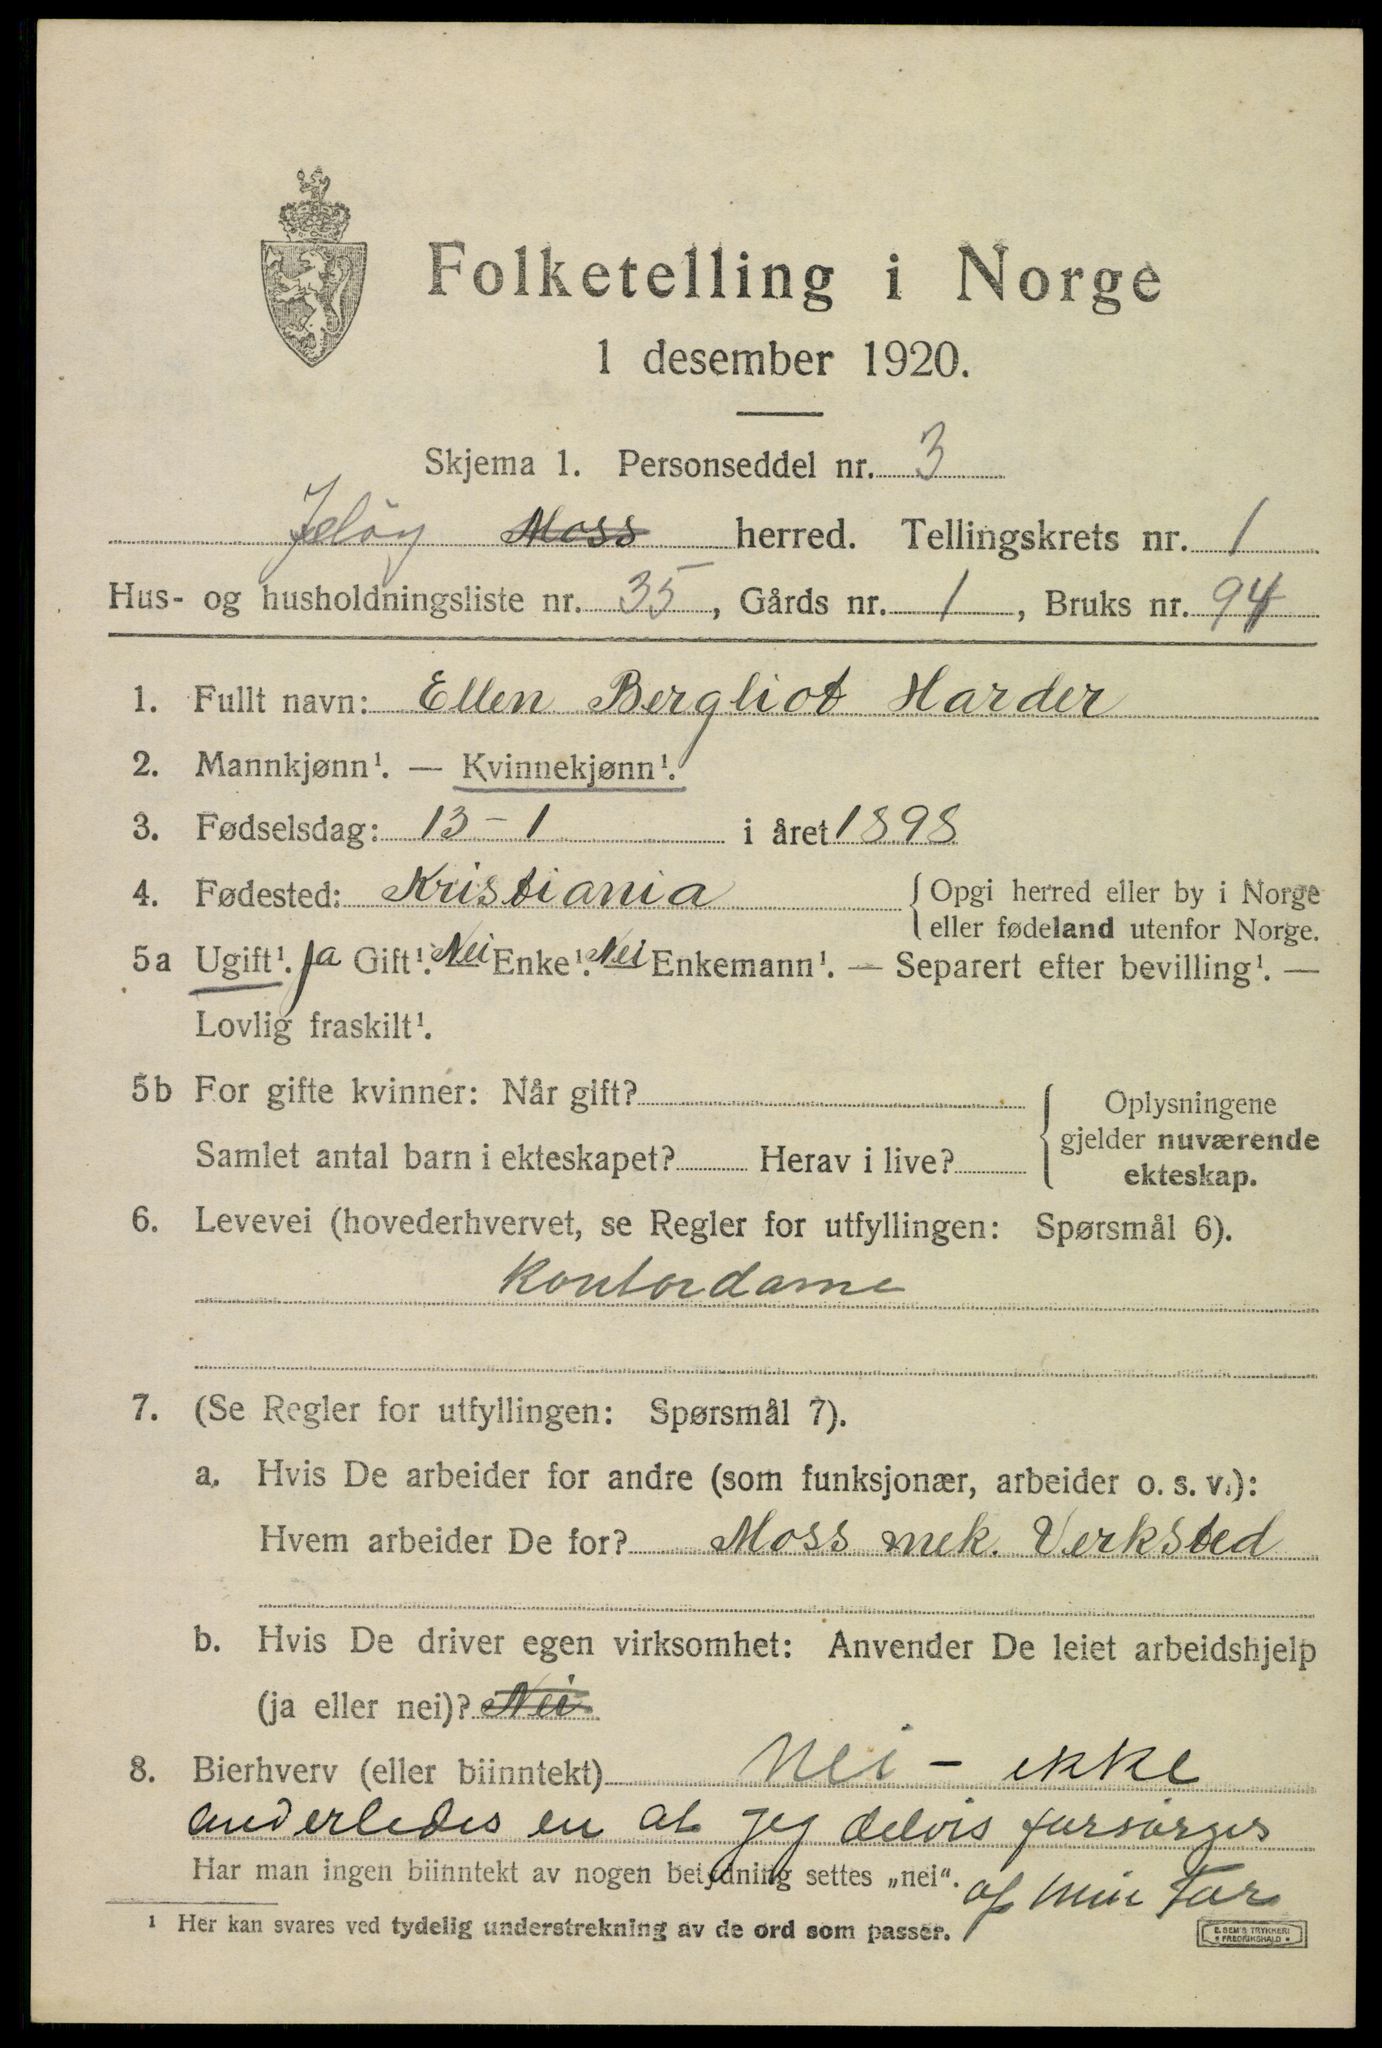 Folketelling i Norge
1 desember 1920.
Skjema 1. Personseddel nr. 3
Jeløy Moss herred. Tellingskrets nr. 1
Hus- og husholdningsliste nr. 35, Gårds nr. 1, Bruks nr. 94
1. Fullt navn: Ellen Bergliot Harder
2. Mannkjønn¹. — Kvinnekjønn¹.
3. Fødselsdag: 13-1 i året 1898
4. Fødested: Kristiania { Opgi herred eller by i Norge
eller fødeland utenfor Norge.
5a Ugift¹. ja Gift¹. Nei Enke¹. Nei Enkemann¹. — Separert efter bevilling¹. —
Lovlig fraskilt¹.
5b For gifte kvinner: Når gift?
Samlet antal barn i ekteskapet? Herav i live?
{ Oplysningene
gjelder nuværende
ekteskap.
6. Levevei (hovederhvervet, se Regler for utfyllingen: Spørsmål 6).
Kontordame
7. (Se Regler for utfyllingen: Spørsmål 7).
a. Hvis De arbeider for andre (som funksjonær, arbeider o. s. v.):
Hvem arbeider De for? Moss mek. Verksted
b. Hvis De driver egen virksomhet: Anvender De leiet arbeidshjelp
(ja eller nei)? Nei
8. Bierhverv (eller biinntekt) Nei - ikke
anderledes en at jeg delvis forsörges
Har man ingen biinntekt av nogen betydning settes „nei".
af min Far
¹ Her kan svares ved tydelig understrekning av de ord som passer.
E. SEM'S TRYKKERI
FREDRIKSHALD